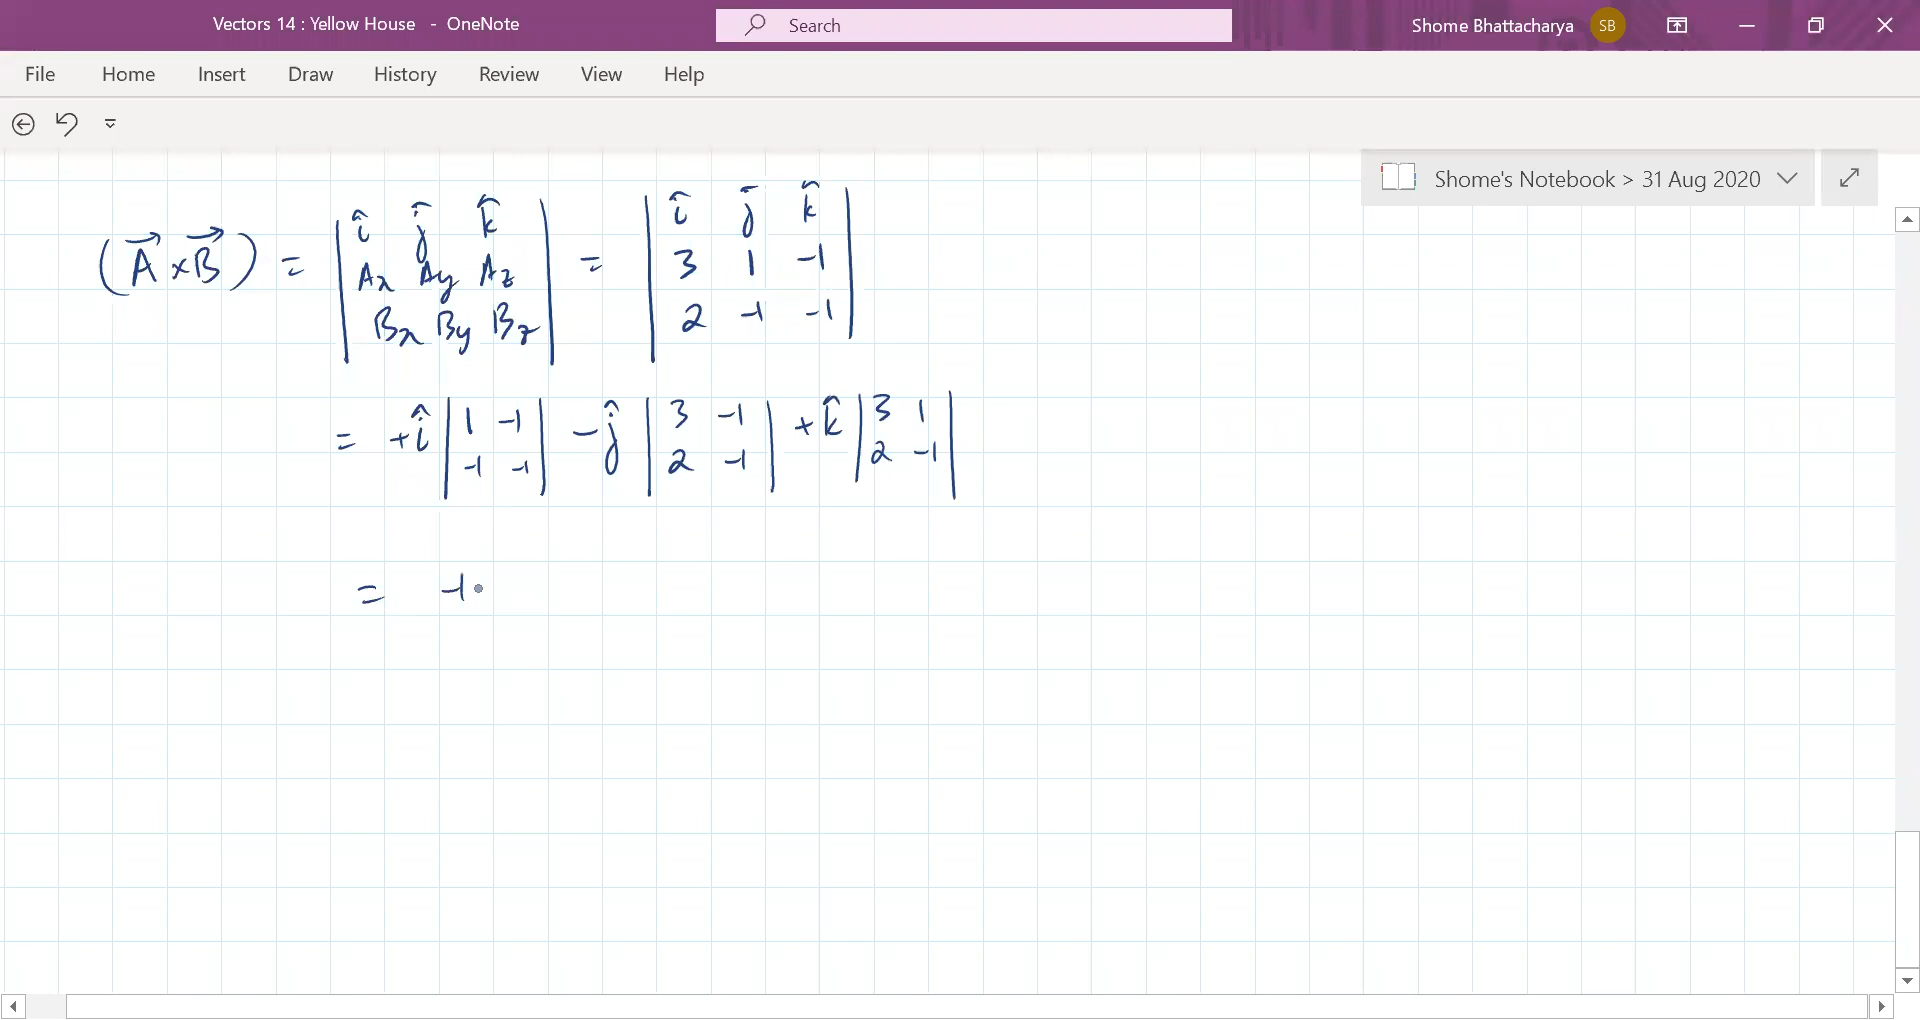 Vectors 14 : Yellow House - OneNote
Search
Shome Bhattacharya SB
File Home Insert Draw History Review View Help
Shome's Notebook > 31 Aug 2020
(A⃗ × B⃗) = | î ĵ k̂ | = | î ĵ k̂ |
Ax Ay Az 3 1 -1
Bx By Bz 2 -1 -1
= +î | 1 -1 | -ĵ | 3 -1 | +k̂ | 3 1 |
-1 -1 2 -1 2 -1
= +